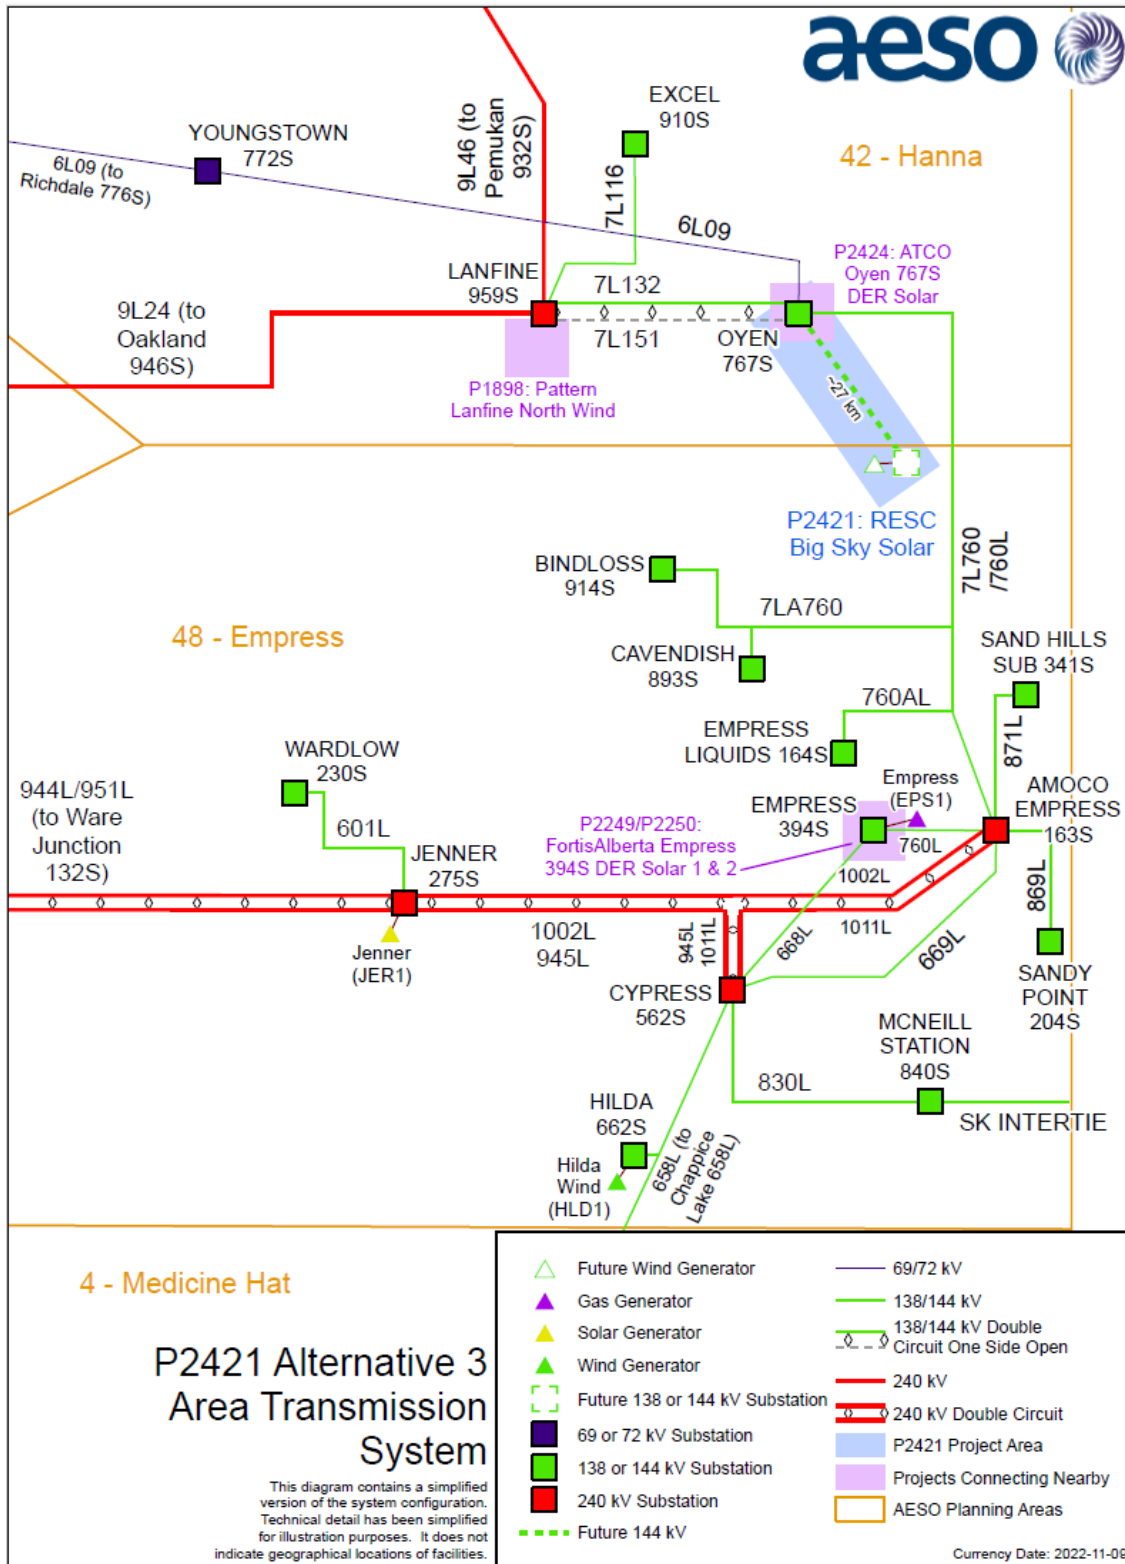 aeso
EXCEL
910S
YOUNGSTOWN
772S
9L46 (to
Pemukan
932S)
42 - Hanna
6L09 (to
Richdale 776S)
7L116
6L09
P2424: ATCO
Oyen 767S
DER Solar
LANFINE
959S
7L132
9L24 (to
Oakland
946S)
7L151
OYEN
767S
P1898: Pattern
Lanfine North Wind
~27 km
P2421: RESC
Big Sky Solar
BINDLOSS
914S
7L760
/760L
7LA760
48 - Empress
CAVENDISH
893S
SAND HILLS
SUB 341S
760AL
EMPRESS
LIQUIDS 164S
871L
WARDLOW
230S
Empress
(EPS1)
AMOCO
EMPRESS
163S
944L/951L
(to Ware
Junction
132S)
EMPRESS
394S
601L
P2249/P2250:
FortisAlberta Empress
394S DER Solar 1 & 2
760L
JENNER
275S
1002L
869L
1002L
945L
945L
1011L
668L
1011L
669L
Jenner
(JER1)
CYPRESS
562S
SANDY
POINT
204S
MCNEILL
STATION
840S
830L
HILDA
662S
SK INTERTIE
658L (to
Chappice
Lake 658L)
Hilda
Wind
(HLD1)
4 - Medicine Hat
P2421 Alternative 3
Area Transmission
System
This diagram contains a simplified
version of the system configuration.
Technical detail has been simplified
for illustration purposes. It does not
indicate geographical locations of facilities.
Future Wind Generator
Gas Generator
Solar Generator
Wind Generator
Future 138 or 144 kV Substation
69 or 72 kV Substation
138 or 144 kV Substation
240 kV Substation
Future 144 kV
69/72 kV
138/144 kV
138/144 kV Double
Circuit One Side Open
240 kV
240 kV Double Circuit
P2421 Project Area
Projects Connecting Nearby
AESO Planning Areas
Currency Date: 2022-11-09